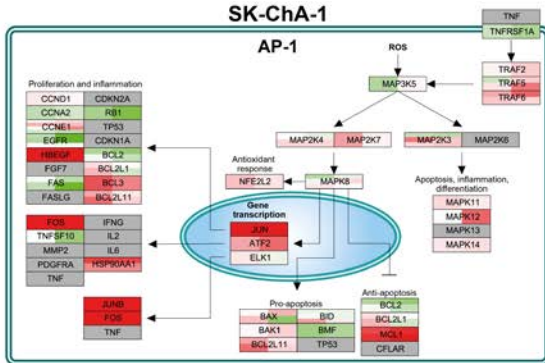 SK-ChA-1
AP-1
TNF
TNFRSF1A
ROS
TRAF2
TRAF5
TRAF6
MAP3K5
Proliferation and inflammation
CCND1 CDKN2A
CCNA2 RB1
CCNE1 TP53
EGFR CDKN1A
HBEGF BCL2
FGF7 BCL2L1
FAS BCL3
FASLG BCL2L11
MAP2K4 MAP2K7
MAP2K3 MAP2K6
Antioxidant
response
NFE2L2
MAPK8
Apoptosis, inflammation,
differentiation
MAPK11
MAPK12
MAPK13
MAPK14
Gene
transcription
JUN
ATF2
ELK1
FOS IFNG
TNFSF10 IL2
MMP2 IL6
PDGFRA HSP90AA1
TNF
JUNB
FOS
TNF
Pro-apoptosis
BAX BID
BAK1 BMF
BCL2L11 TP53
Anti-apoptosis
BCL2
BCL2L1
MCL1
CFLAR